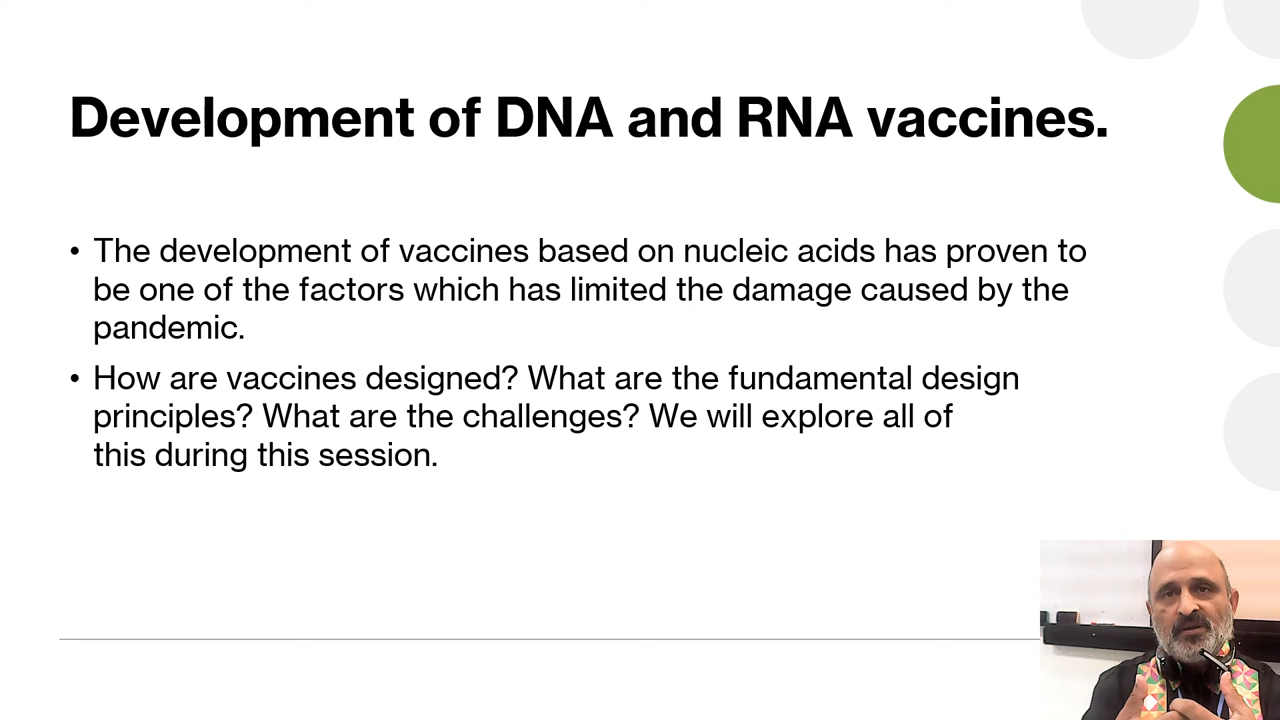 Development of DNA and RNA vaccines.
• The development of vaccines based on nucleic acids has proven to
be one of the factors which has limited the damage caused by the
pandemic.
• How are vaccines designed? What are the fundamental design
principles? What are the challenges? We will explore all of
this during this session.